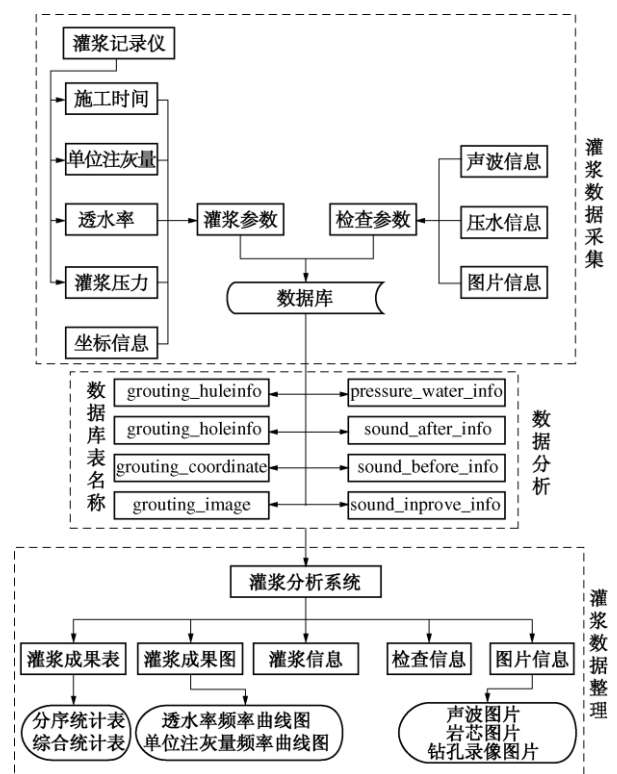 灌浆记录仪
施工时间
单位注灰量
透水率
灌浆压力
坐标信息
灌浆参数
检查参数
声波信息
压水信息
图片信息
数据库
灌浆数据采集
数据库表名称
grouting_huleinfo
pressure_water_info
grouting_holeinfo
sound_after_info
grouting_coordinate
sound_before_info
grouting_image
sound_inprove_info
数据分析
灌浆分析系统
灌浆成果表
灌浆成果图
灌浆信息
检查信息
图片信息
分序统计表
综合统计表
透水率频率曲线图
单位注灰量频率曲线图
声波图片
岩芯图片
钻孔录像图片
灌浆数据整理